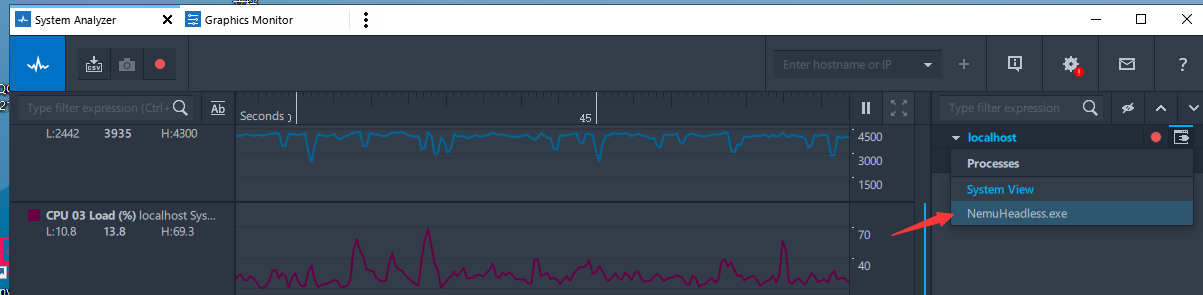 System Analyzer
Graphics Monitor
CSV
Enter hostname or IP
Type filter expression (Ctrl+
Ab
Seconds
45
Type filter expression
L:2442 3935 H:4300
4500
3000
1500
localhost
Processes
System View
NemuHeadless.exe
CPU 03 Load (%) localhost Sys...
L:10.8 13.8 H:69.3
70
40